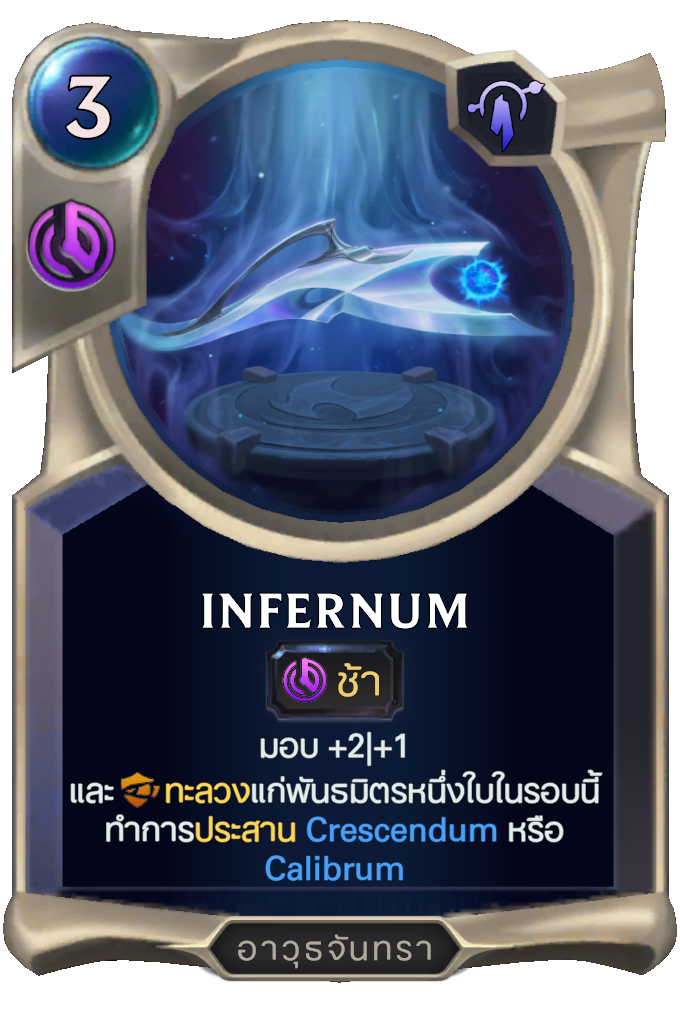 3
INFERNUM
ช้า
มอบ +2|+1
และ ทะลวงแก่พันธมิตรหนึ่งใบในรอบนี้
ทำการประสาน Crescendum หรือ
Calibrum
อาวุธจันทรา